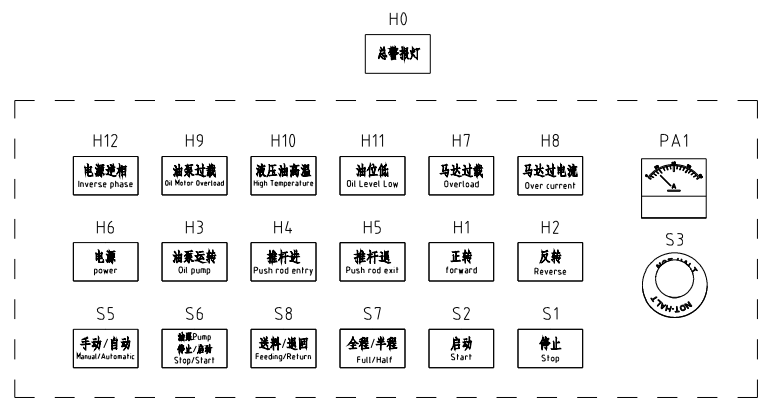 H0
总警报灯
H12 H9 H10 H11 H7 H8 PA1
电源逆相 油泵过载 液压油高温 油位低 马达过载 马达过电流
Inverse phase Oil Motor Overload High Temperature Oil Level Low Overload Over current
A
H6 H3 H4 H5 H1 H2 S3
电源 油泵运转 推杆进 推杆退 正转 反转
power Oil pump Push rod entry Push rod exit forward Reverse
NOT-HALT
S5 S6 S8 S7 S2 S1
手动/自动 油泵Pump 送料/退回 全程/半程 启动 停止
Manual/Automatic 停止/启动 Feeding/Return Full/Half Start Stop
Stop/Start